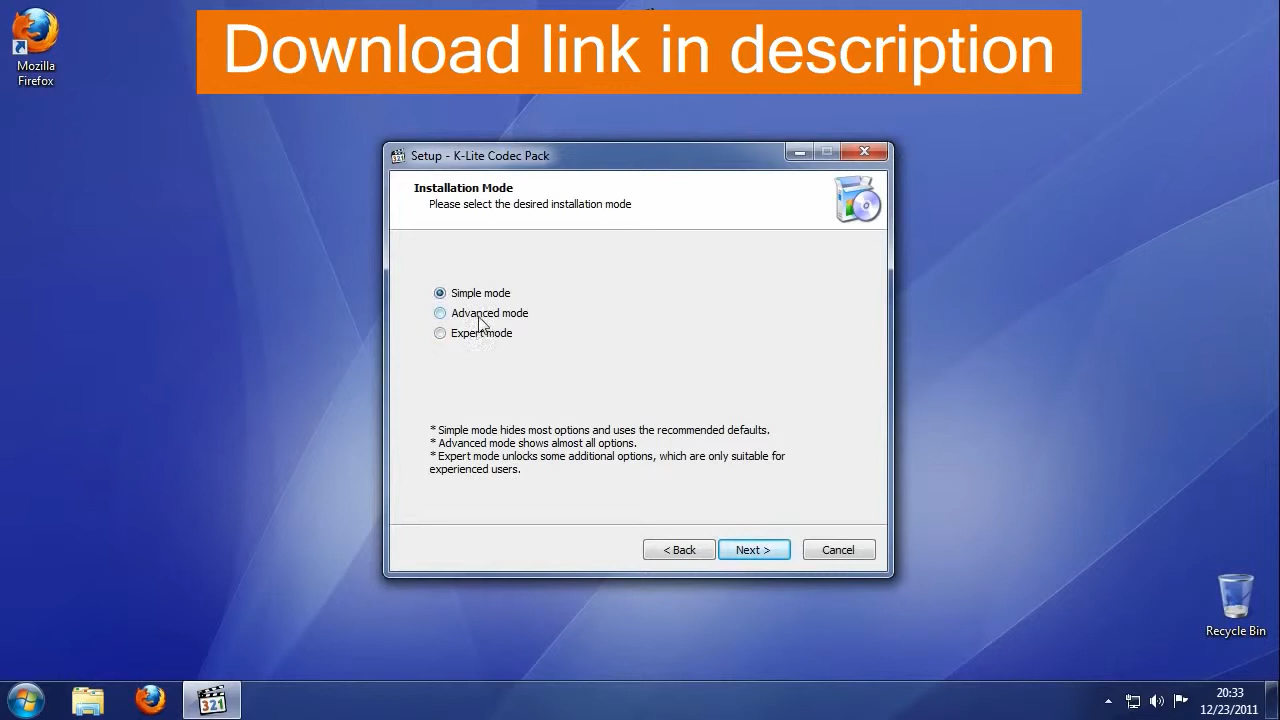 Download link in description
Mozilla
Firefox
Setup - K-Lite Codec Pack
Installation Mode
Please select the desired installation mode
Simple mode
Advanced mode
Expert mode
* Simple mode hides most options and uses the recommended defaults.
* Advanced mode shows almost all options.
* Expert mode unlocks some additional options, which are only suitable for
experienced users.
< Back
Next >
Cancel
Recycle Bin
321
20:33
12/23/2011